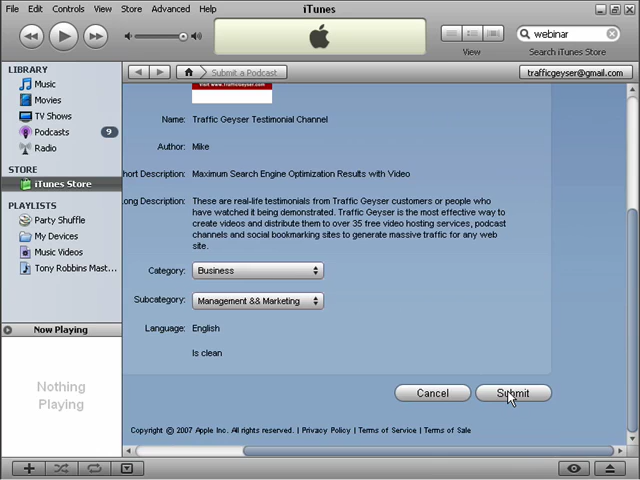 File Edit Controls View Store Advanced Help
iTunes
webinar
View
Search iTunes Store
LIBRARY
Music
Movies
TV Shows
Podcasts 9
Radio
STORE
iTunes Store
PLAYLISTS
Party Shuffle
My Devices
Music Videos
Tony Robbins Mast...
Now Playing
Nothing
Playing
Submit a Podcast
trafficgeyser@gmail.com
Visit www.TrafficGeyser.com
Name: Traffic Geyser Testimonial Channel
Author: Mike
hort Description: Maximum Search Engine Optimization Results with Video
ong Description: These are real-life testimonials from Traffic Geyser customers or people who
have watched it being demonstrated. Traffic Geyser is the most effective way to
create videos and distribute them to over 35 free video hosting services, podcast
channels and social bookmarking sites to generate massive traffic for any web
site.
Category: Business
Subcategory: Management && Marketing
Language: English
Is clean
Cancel Submit
Copyright © 2007 Apple Inc. All rights reserved. | Privacy Policy | Terms of Service | Terms of Sale